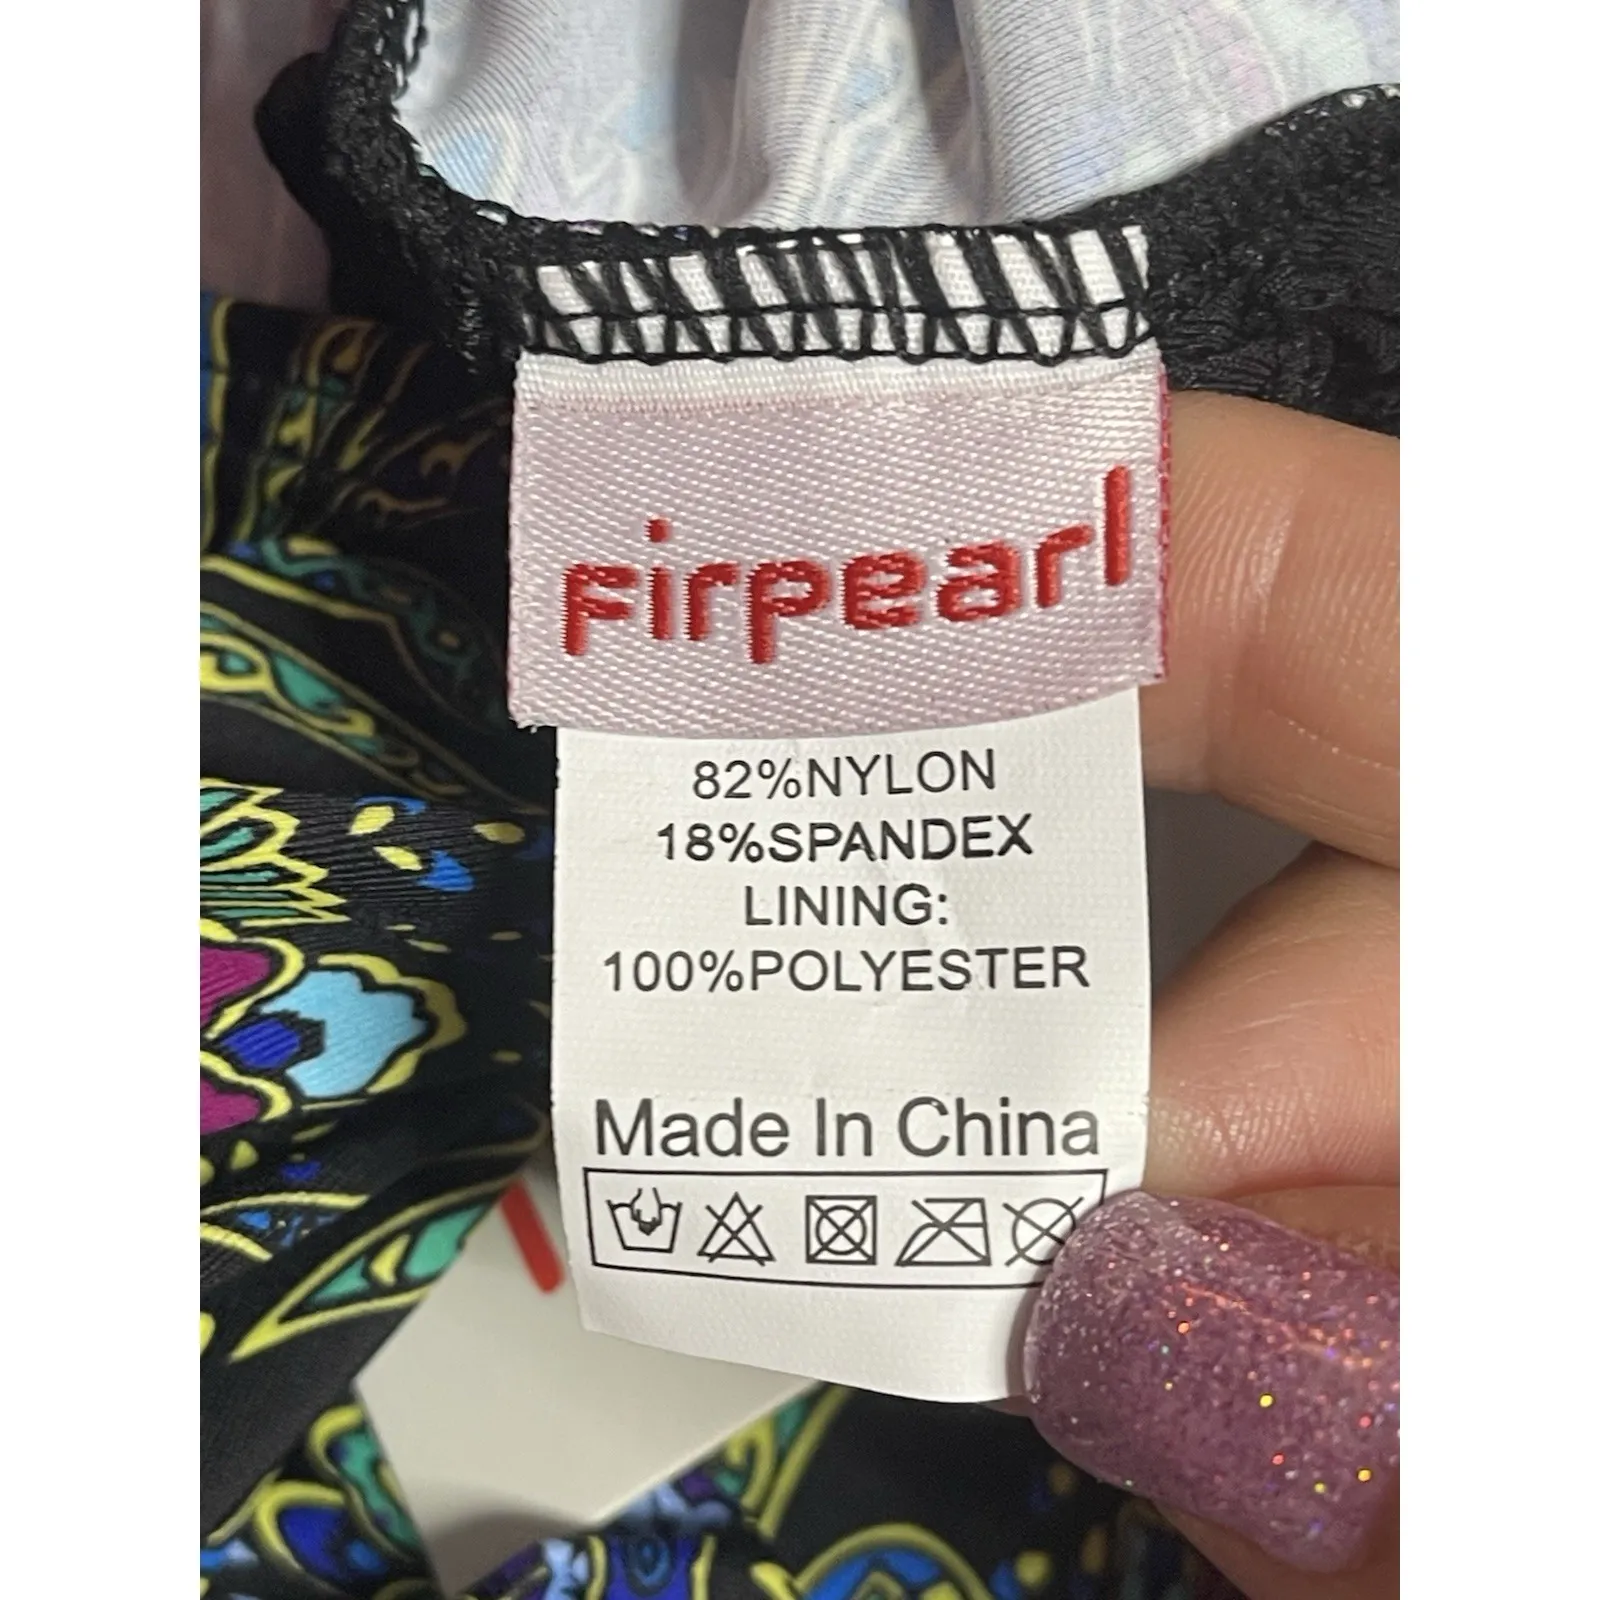 firpearl
82%NYLON
18%SPANDEX
LINING:
100%POLYESTER
Made In China